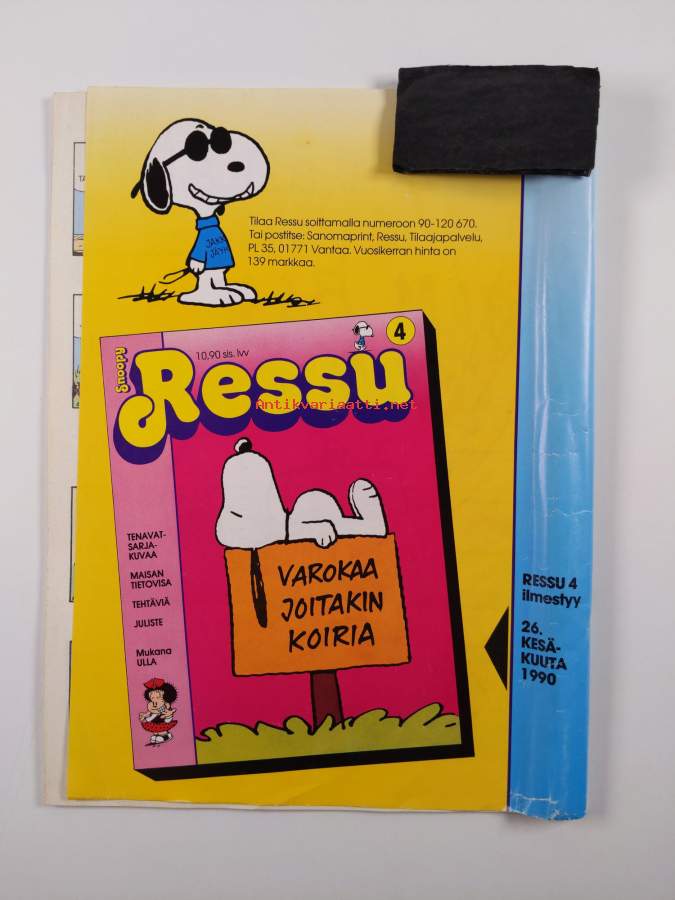 Tilaa Ressu soittamalla numeroon 90-120 670.
Tai postitse: Sanomaprint, Ressu, Tilaajapalvelu,
PL 35, 01771 Vantaa. Vuosikerran hinta on
139 markkaa.
Snoopy
10,90 sis. lvv
4
Ressu
Antikvariaatti.net
TENAVAT-
SARJA-
KUVAA
MAISAN
TIETOVISA
TEHTÄVIÄ
JULISTE
Mukana
ULLA
VAROKAA
JOITAKIN
KOIRIA
RESSU 4
ilmestyy
26.
KESÄ-
KUUTA
1990